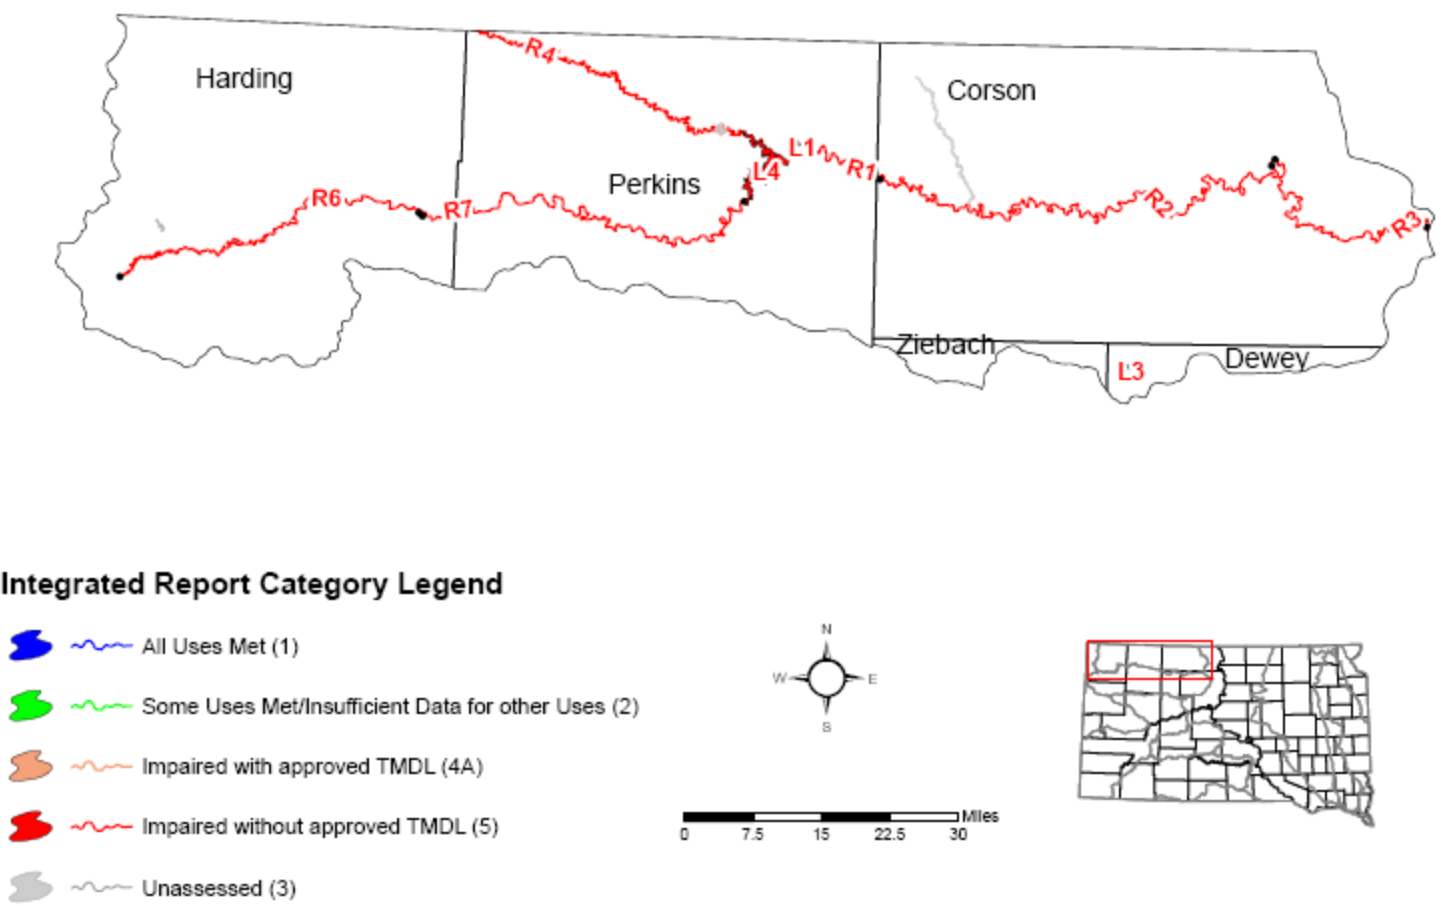 Harding
R4
Corson
L1
R1
L4
Perkins
R6
R7
R2
R3
Ziebach
L3
Dewey
Integrated Report Category Legend
All Uses Met (1)
Some Uses Met/Insufficient Data for other Uses (2)
Impaired with approved TMDL (4A)
Impaired without approved TMDL (5)
Unassessed (3)
N
W E
S
Miles
0 7.5 15 22.5 30